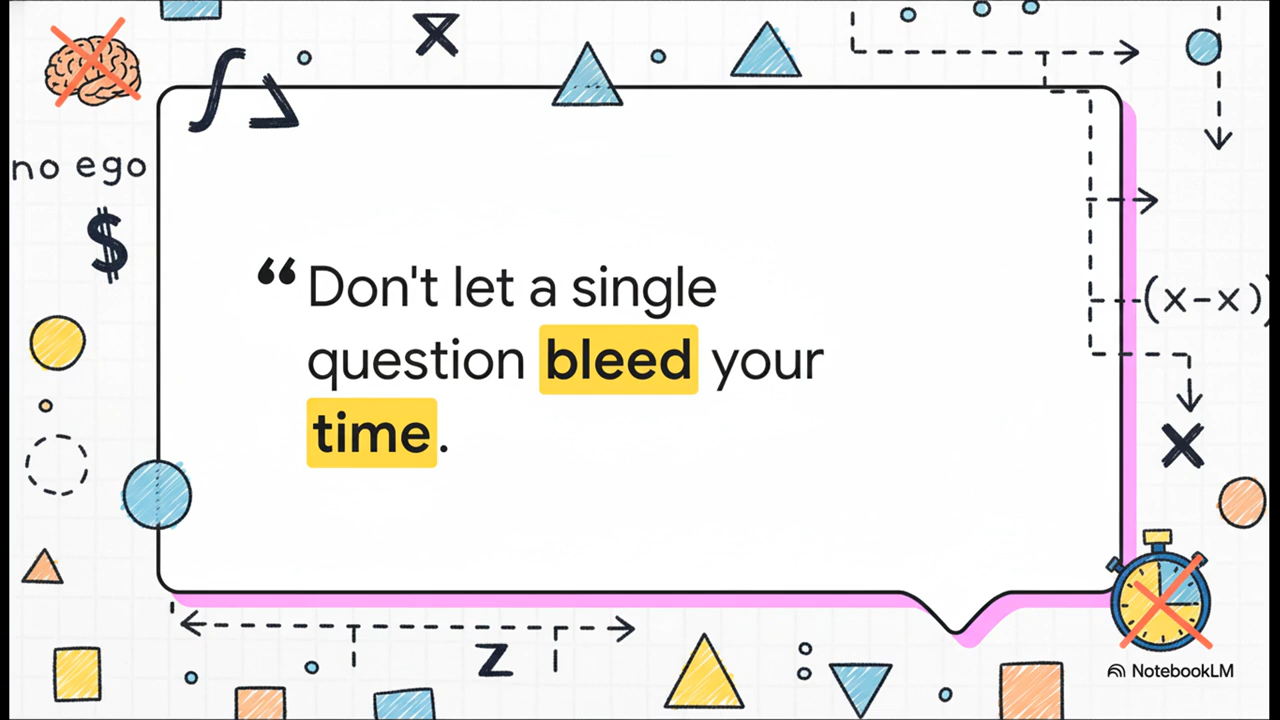 no ego
$
“Don't let a single
question bleed your
time.
(x-x)
x
z
NotebookLM